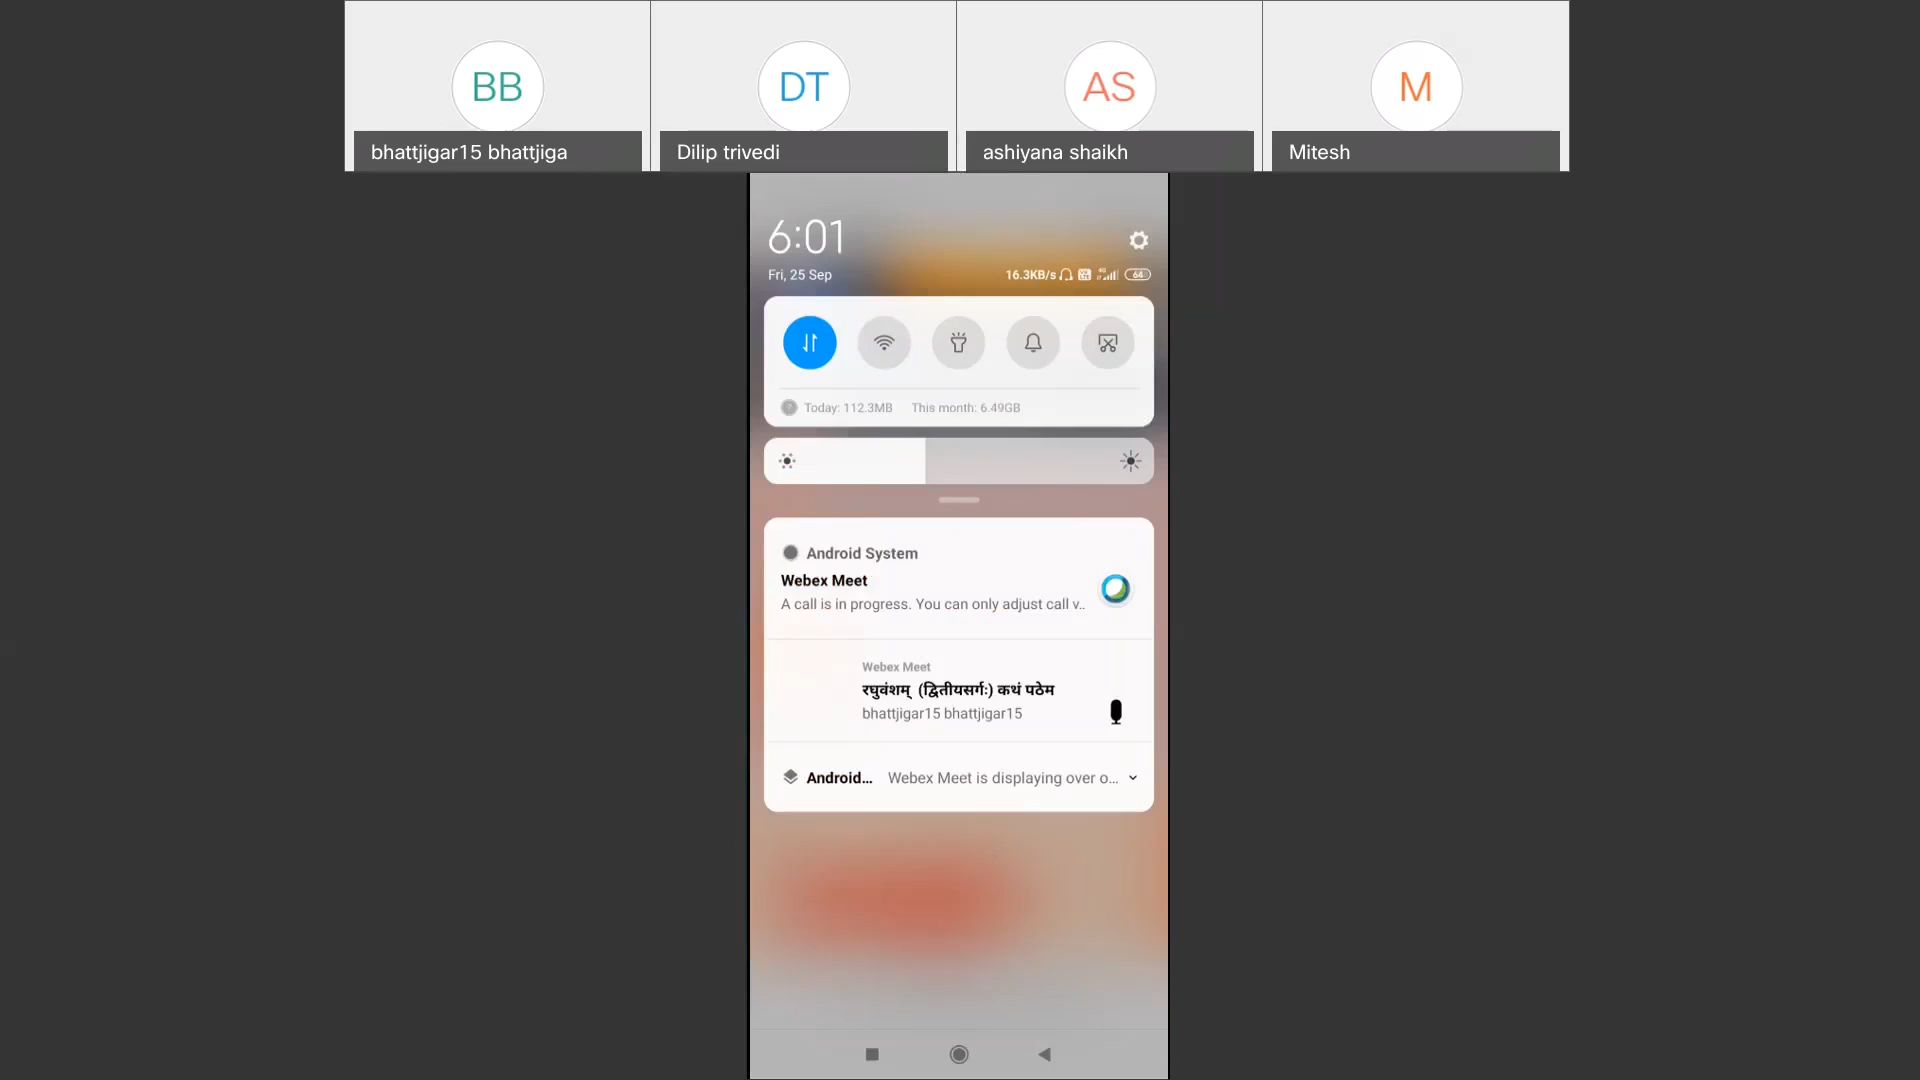 BB
DT
AS
M
bhattjigar15 bhattjiga
Dilip trivedi
ashiyana shaikh
Mitesh
6:01
Fri, 25 Sep
16.3KB/s 4G 64
Today: 112.3MB This month: 6.49GB
Android System
Webex Meet
A call is in progress. You can only adjust call v..
Webex Meet
रघुवंशम् (द्वितीयसर्गः) कथं पठेम
bhattjigar15 bhattjigar15
Android... Webex Meet is displaying over o...